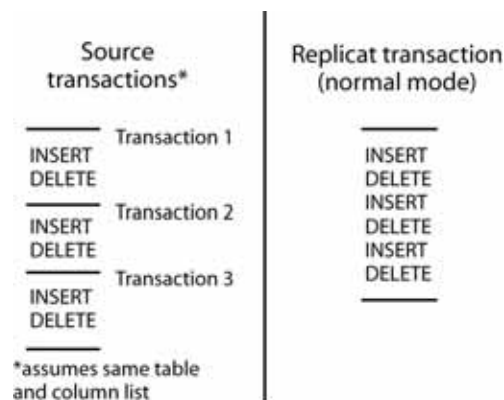 Source
transactions*
Transaction 1
INSERT
DELETE
Transaction 2
INSERT
DELETE
Transaction 3
INSERT
DELETE
*assumes same table
and column list
Replicat transaction
(normal mode)
INSERT
DELETE
INSERT
DELETE
INSERT
DELETE